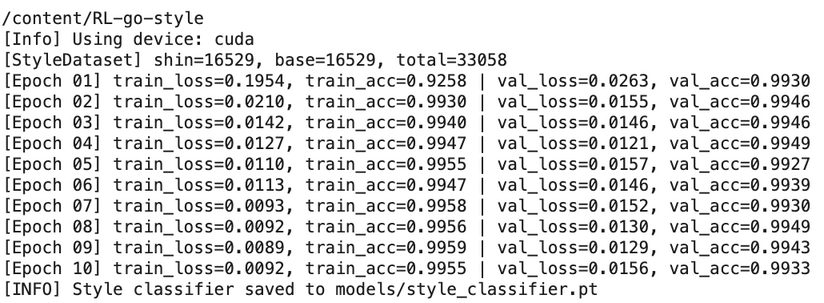 /content/RL-go-style
[Info] Using device: cuda
[StyleDataset] shin=16529, base=16529, total=33058
[Epoch 01] train_loss=0.1954, train_acc=0.9258 | val_loss=0.0263, val_acc=0.9930
[Epoch 02] train_loss=0.0210, train_acc=0.9930 | val_loss=0.0155, val_acc=0.9946
[Epoch 03] train_loss=0.0142, train_acc=0.9940 | val_loss=0.0146, val_acc=0.9946
[Epoch 04] train_loss=0.0127, train_acc=0.9947 | val_loss=0.0121, val_acc=0.9949
[Epoch 05] train_loss=0.0110, train_acc=0.9955 | val_loss=0.0157, val_acc=0.9927
[Epoch 06] train_loss=0.0113, train_acc=0.9947 | val_loss=0.0146, val_acc=0.9939
[Epoch 07] train_loss=0.0093, train_acc=0.9958 | val_loss=0.0152, val_acc=0.9930
[Epoch 08] train_loss=0.0092, train_acc=0.9956 | val_loss=0.0130, val_acc=0.9949
[Epoch 09] train_loss=0.0089, train_acc=0.9959 | val_loss=0.0129, val_acc=0.9943
[Epoch 10] train_loss=0.0092, train_acc=0.9955 | val_loss=0.0156, val_acc=0.9933
[INFO] Style classifier saved to models/style_classifier.pt